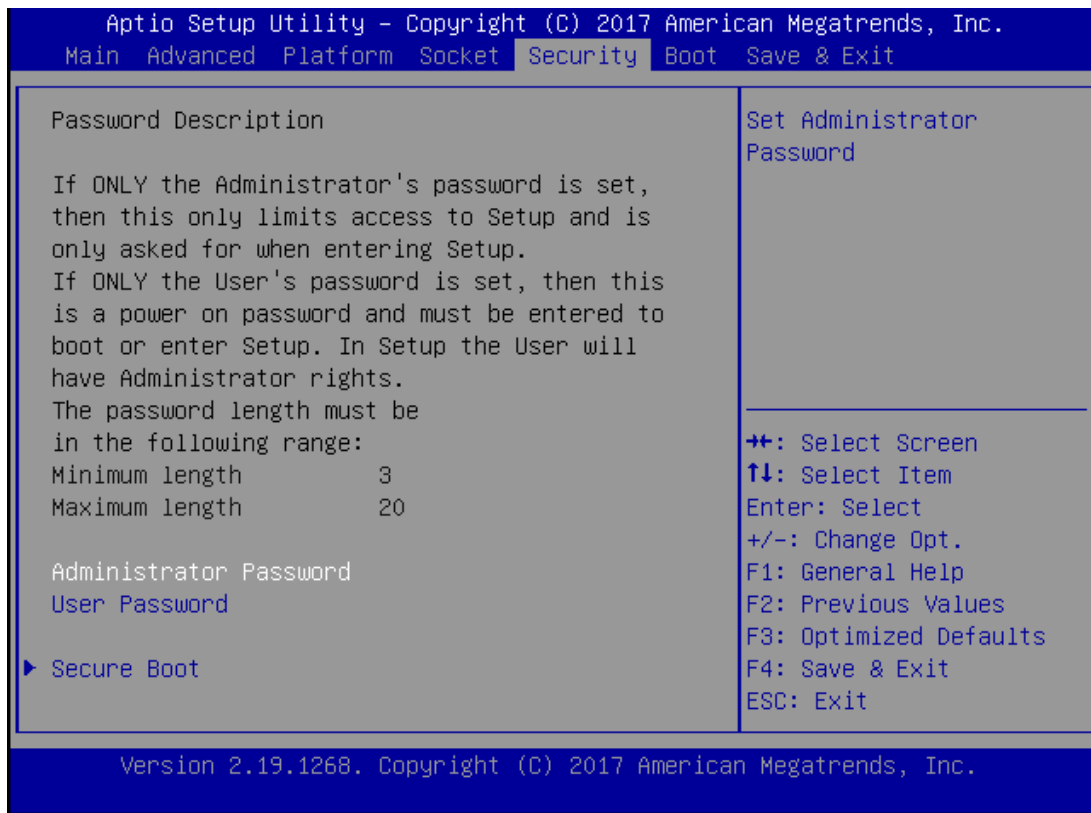 Aptio Setup Utility – Copyright (C) 2017 American Megatrends, Inc.
Main Advanced Platform Socket Security Boot Save & Exit
Password Description
If ONLY the Administrator's password is set,
then this only limits access to Setup and is
only asked for when entering Setup.
If ONLY the User's password is set, then this
is a power on password and must be entered to
boot or enter Setup. In Setup the User will
have Administrator rights.
The password length must be
in the following range:
Minimum length 3
Maximum length 20
Administrator Password
User Password
Secure Boot
Set Administrator
Password
→←: Select Screen
↑↓: Select Item
Enter: Select
+/-: Change Opt.
F1: General Help
F2: Previous Values
F3: Optimized Defaults
F4: Save & Exit
ESC: Exit
Version 2.19.1268. Copyright (C) 2017 American Megatrends, Inc.